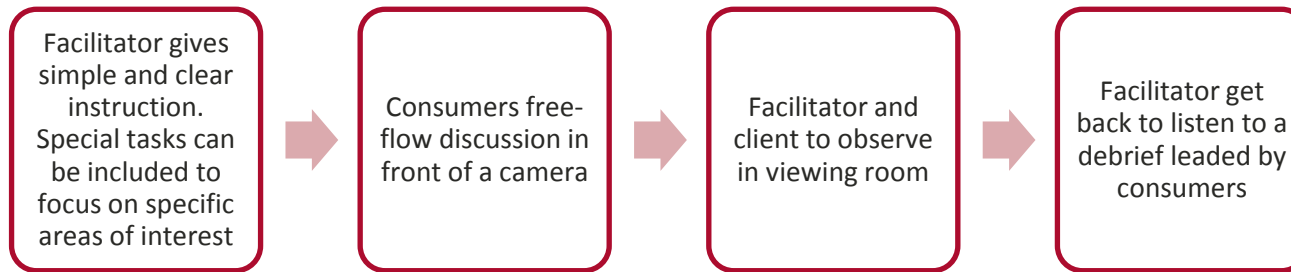 Facilitator gives
simple and clear
instruction.
Special tasks can
be included to
focus on specific
areas of interest
Consumers free-
flow discussion in
front of a camera
Facilitator and
client to observe
in viewing room
Facilitator get
back to listen to a
debrief leaded by
consumers